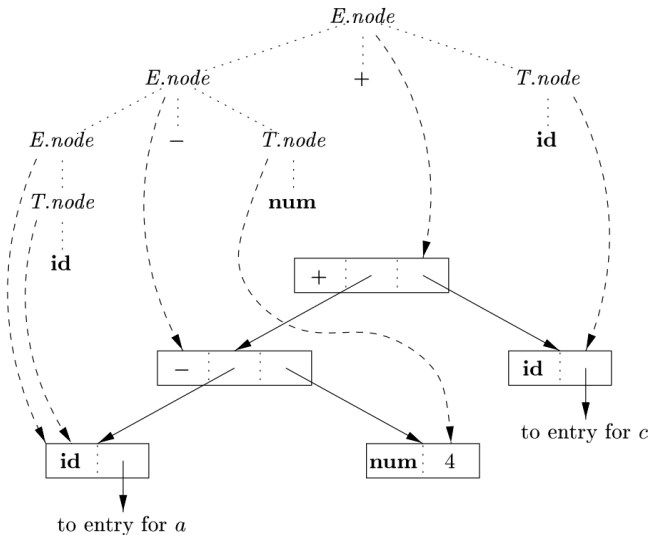 E.node
E.node + T.node
E.node − T.node id
T.node num
id
+
− id
to entry for c
id num 4
to entry for a